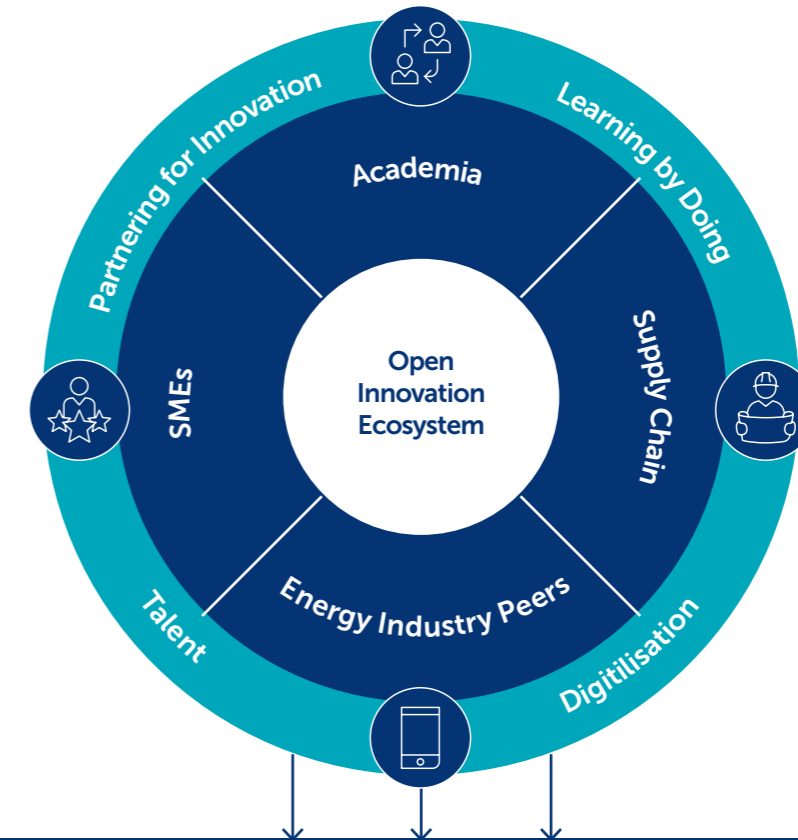 Partnering for Innovation
Learning by Doing
Academia
Supply Chain
SMEs
Open
Innovation
Ecosystem
Energy Industry Peers
Talent
Digitilisation